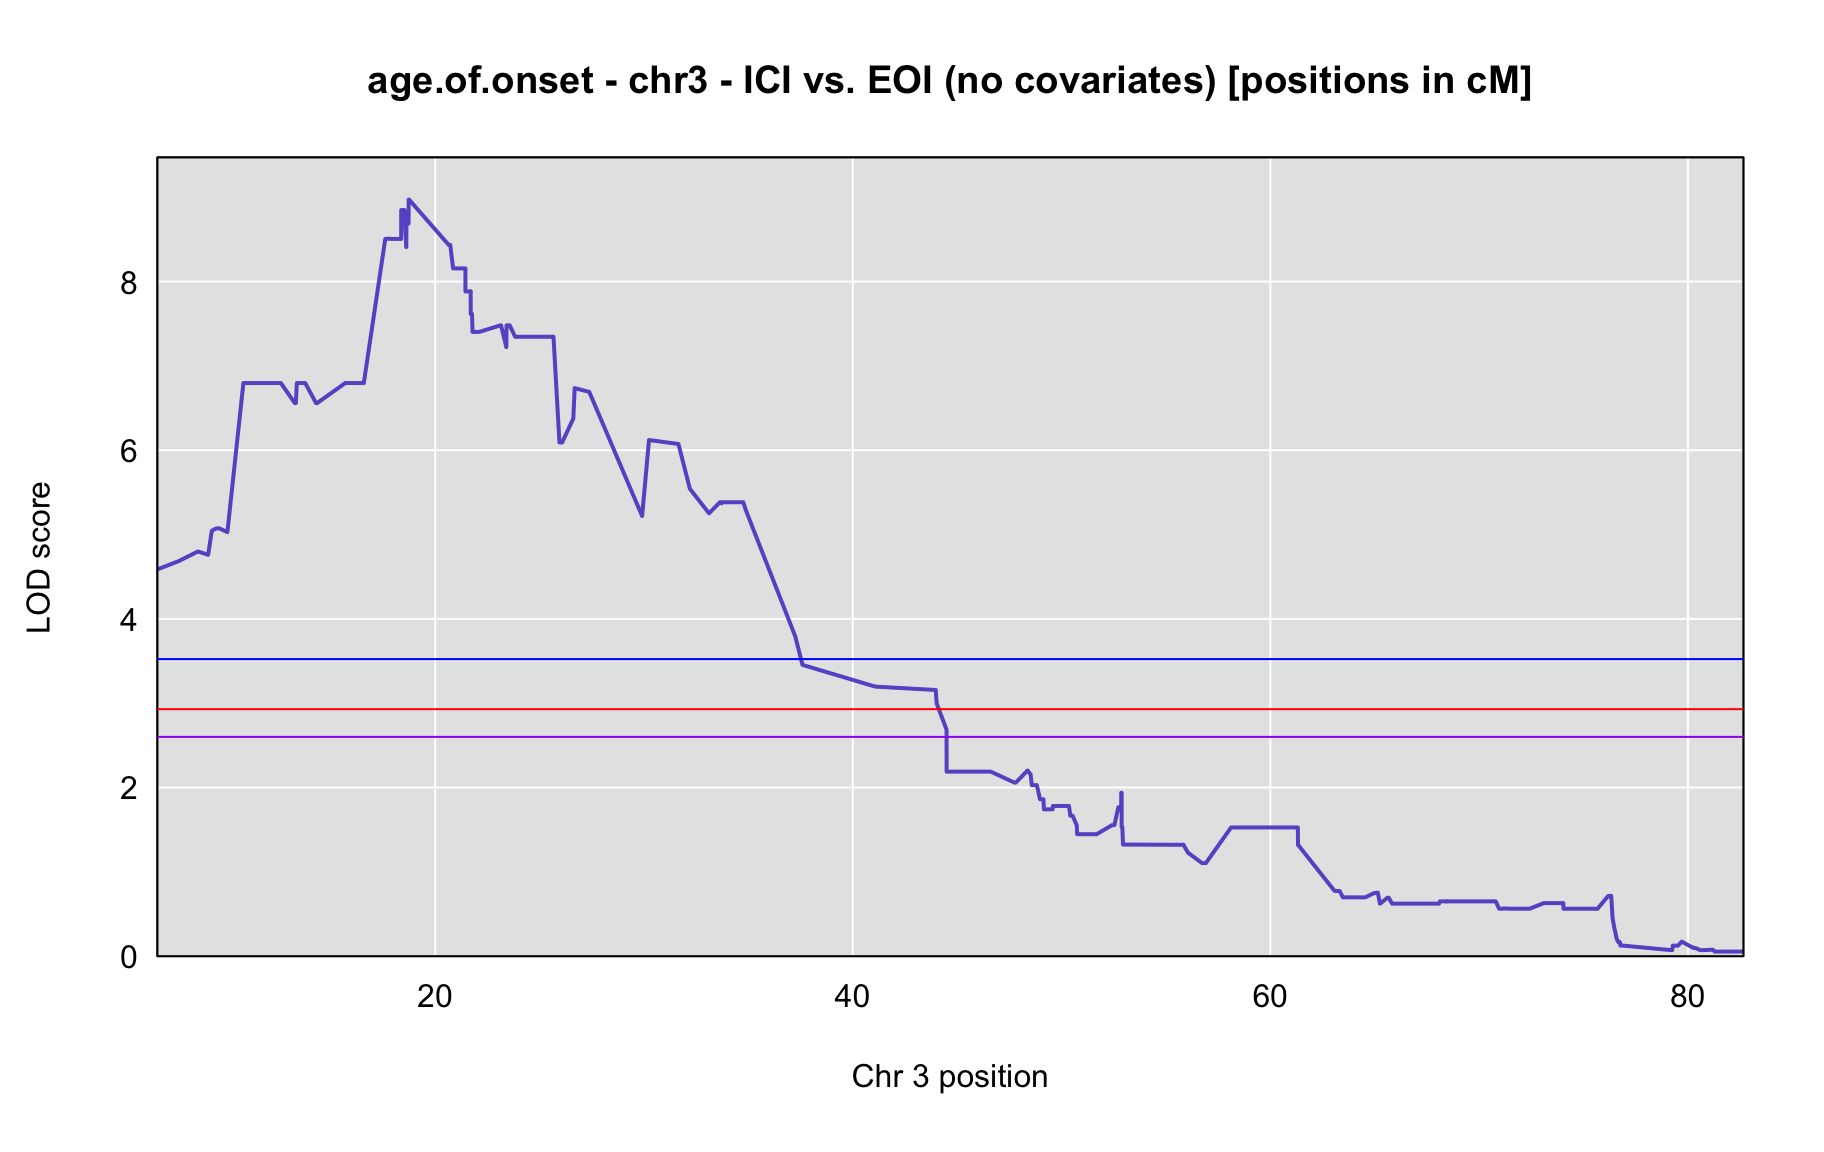 age.of.onset - chr3 - ICI vs. EOI (no covariates) [positions in cM]
8
6
4
2
0
LOD score
20 40 60 80
Chr 3 position